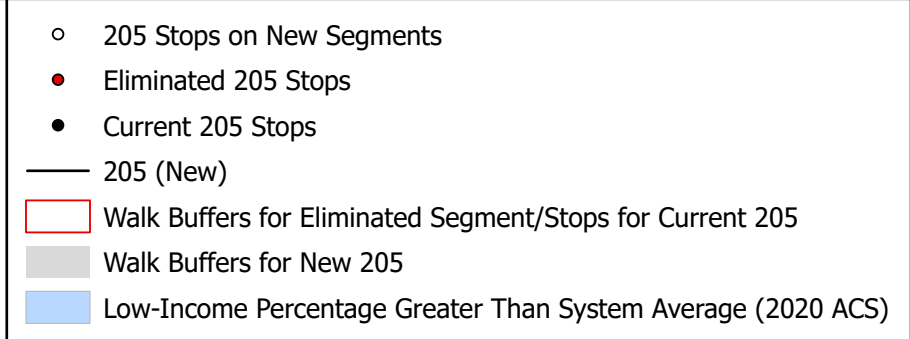 205 Stops on New Segments
Eliminated 205 Stops
Current 205 Stops
205 (New)
Walk Buffers for Eliminated Segment/Stops for Current 205
Walk Buffers for New 205
Low-Income Percentage Greater Than System Average (2020 ACS)